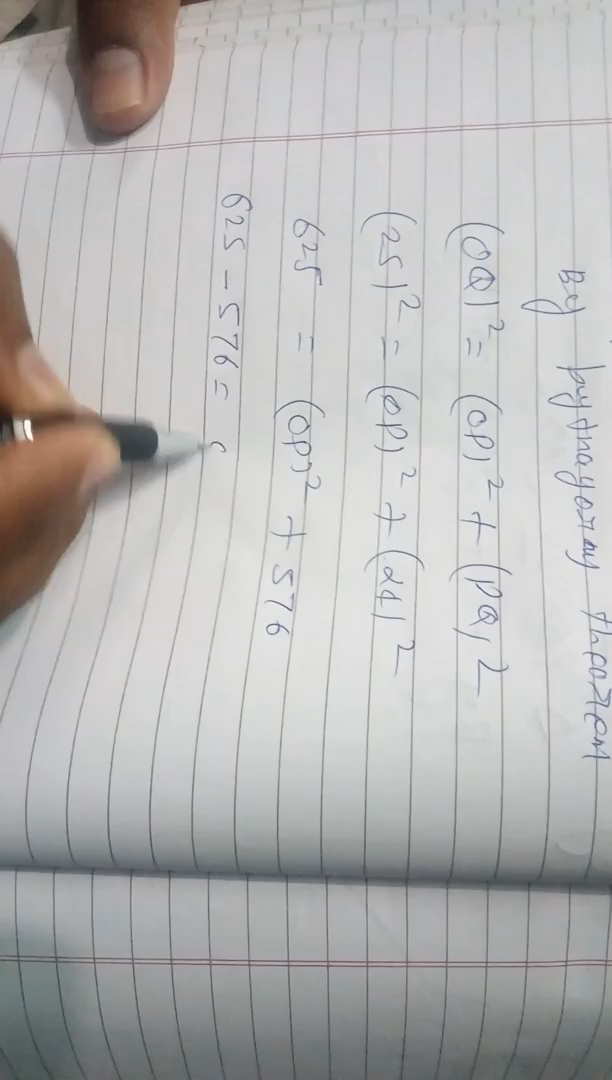 By pythagoras theorem
(OQ)² = (OP)² + (PQ)²
(25)² = (OP)² + (24)²
625 = (OP)² + 576
625 - 576 =